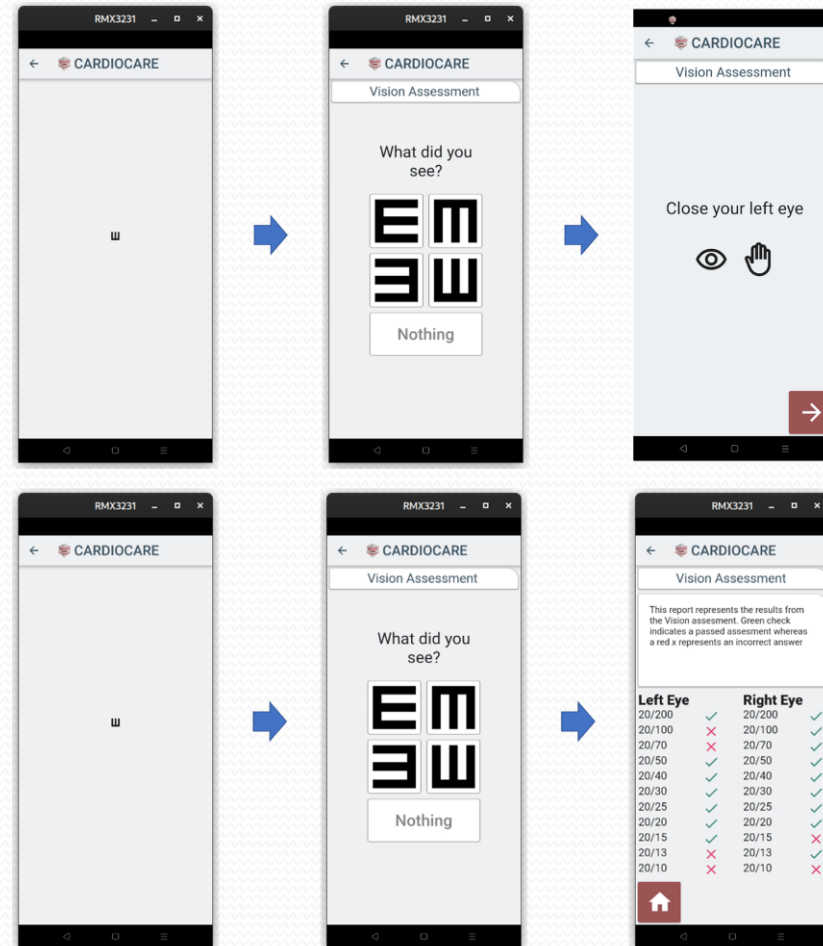 RMX3231
CARDIOCARE
Ш
RMX3231
CARDIOCARE
Vision Assessment
What did you
see?
E
Ш
Nothing
CARDIOCARE
Vision Assessment
Close your left eye
RMX3231
CARDIOCARE
Ш
RMX3231
CARDIOCARE
Vision Assessment
What did you
see?
E
Ш
Nothing
RMX3231
CARDIOCARE
Vision Assessment
This report represents the results from
the Vision assesment. Green check
indicates a passed assesment whereas
a red x represents an incorrect answer
Left Eye Right Eye
20/200 ✓ 20/200 ✓
20/100 ✗ 20/100 ✓
20/70 ✗ 20/70 ✓
20/50 ✓ 20/50 ✓
20/40 ✓ 20/40 ✓
20/30 ✓ 20/30 ✓
20/25 ✓ 20/25 ✓
20/20 ✓ 20/20 ✓
20/15 ✓ 20/15 ✗
20/13 ✗ 20/13 ✓
20/10 ✗ 20/10 ✗